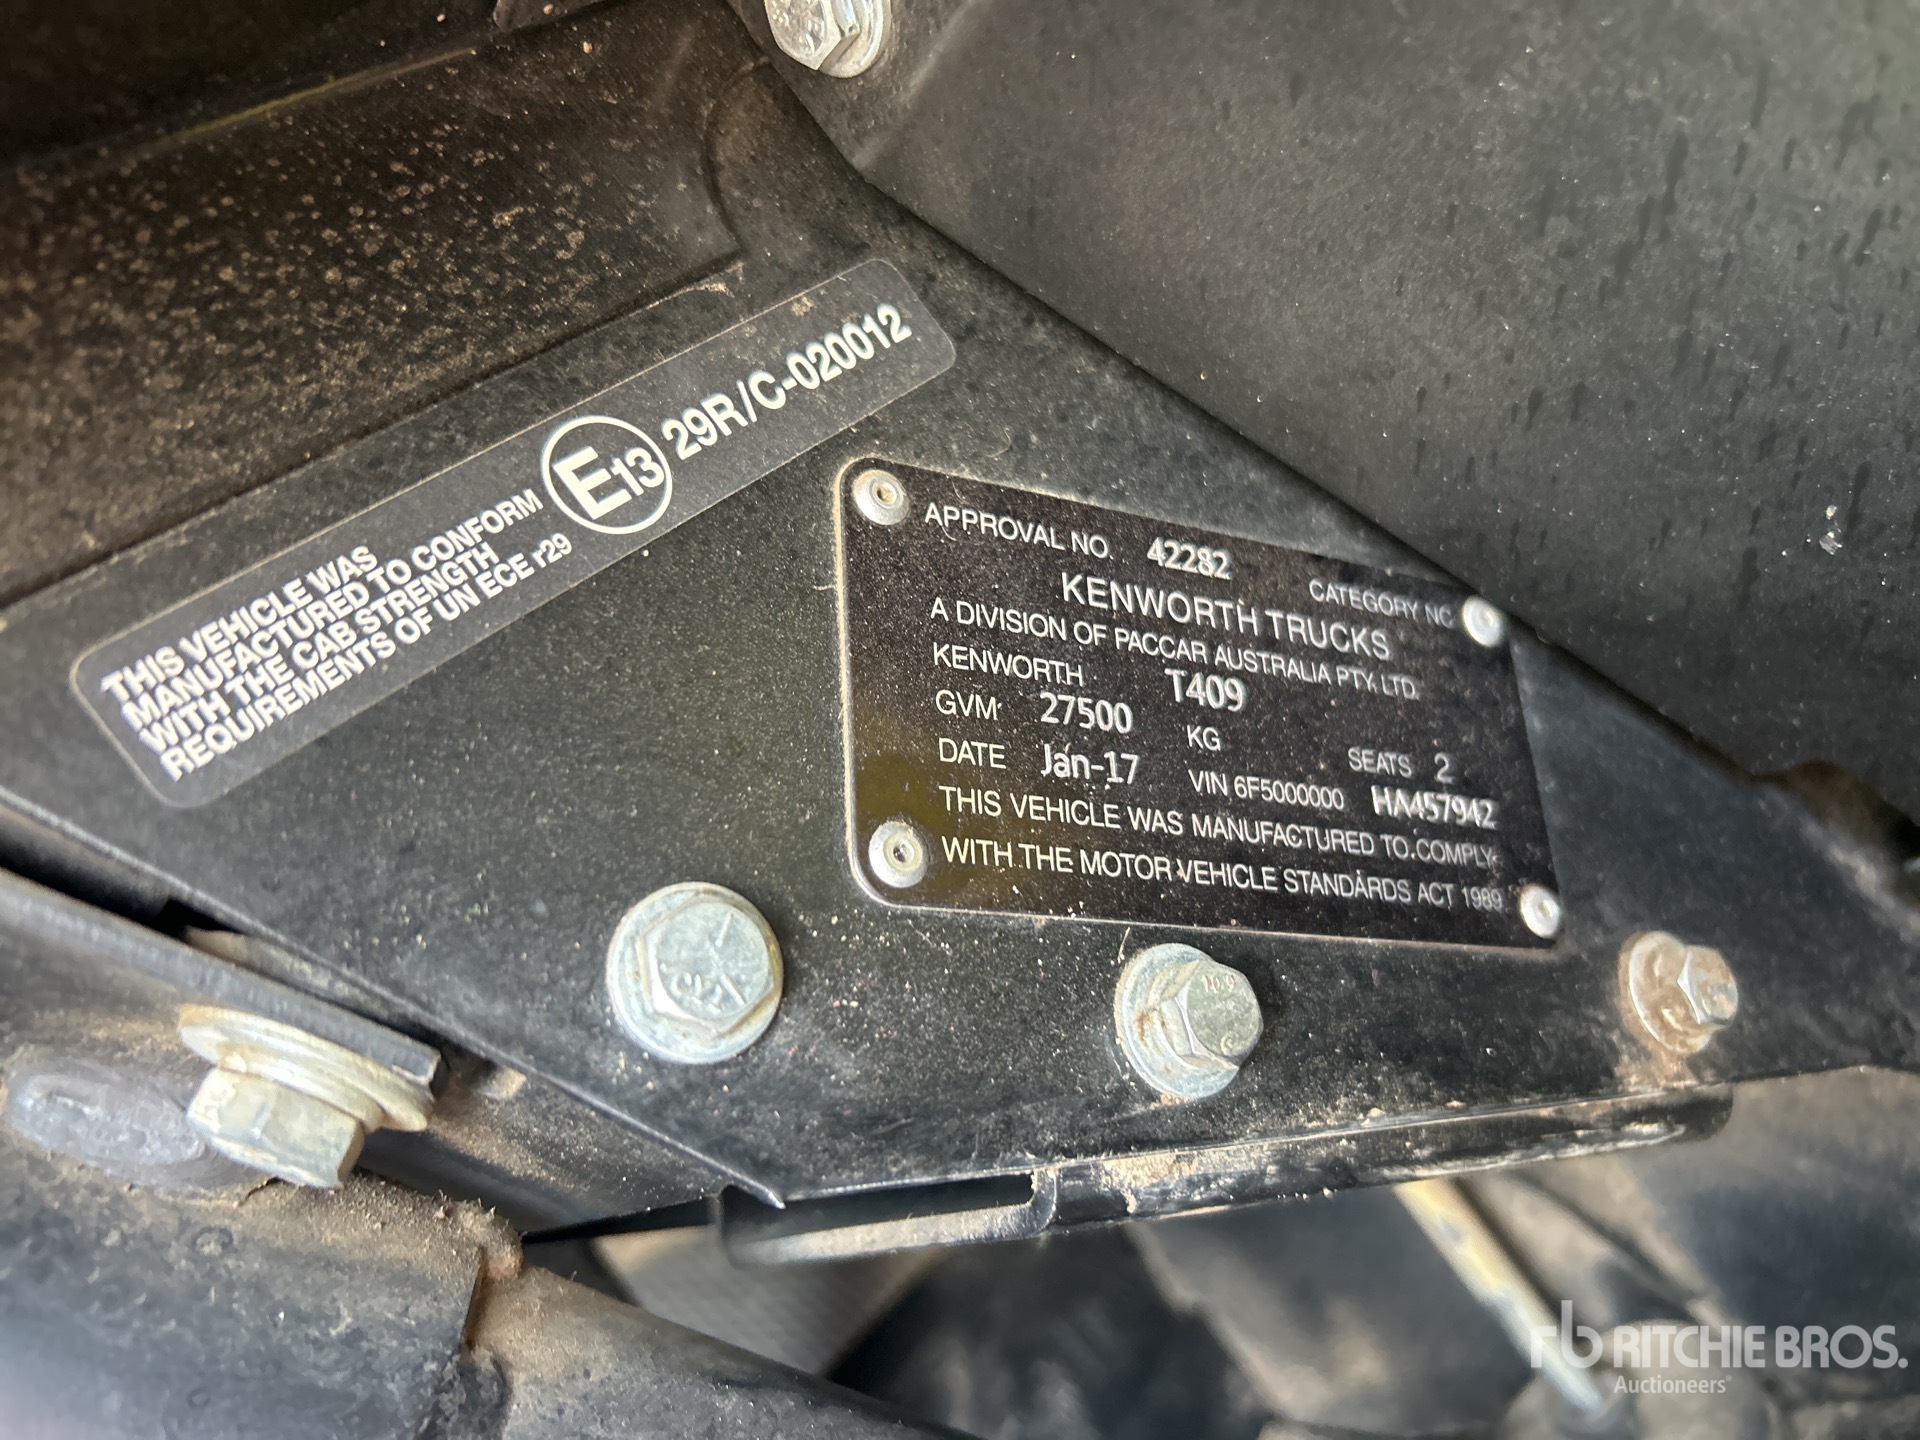 THIS VEHICLE WAS
MANUFACTURED TO CONFORM
WITH THE CAB STRENGTH
REQUIREMENTS OF UN ECE r29
E13 29R/C-020012
APPROVAL NO. 42282 CATEGORY NC
KENWORTH TRUCKS
A DIVISION OF PACCAR AUSTRALIA PTY. LTD.
KENWORTH T409
GVM 27500 KG SEATS 2
DATE Jan-17 VIN 6F5000000 HA457942
THIS VEHICLE WAS MANUFACTURED TO COMPLY
WITH THE MOTOR VEHICLE STANDARDS ACT 1989
10.9
rb RITCHIE BROS.
Auctioneers